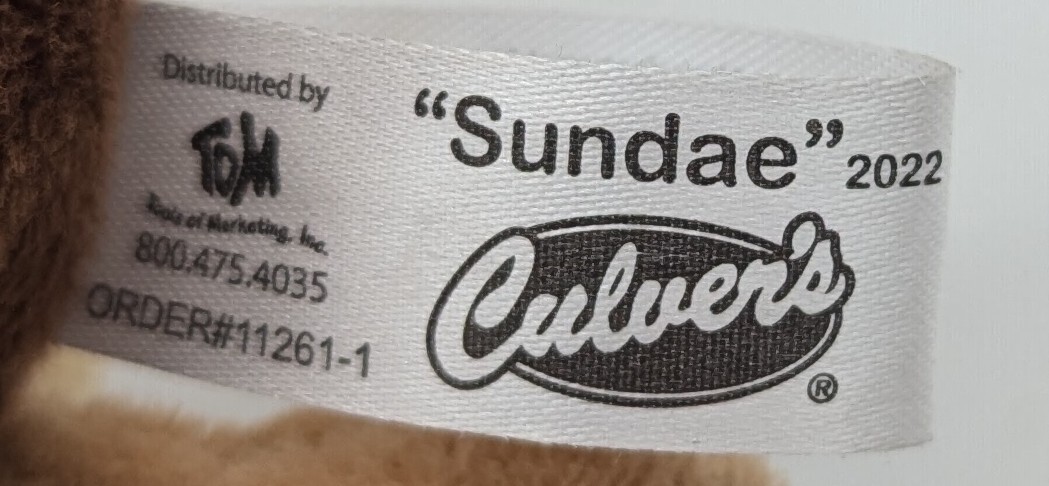 Distributed by
TOM
Tools of Marketing, Inc.
800.475.4035
ORDER#11261-1
“Sundae” 2022
Culver's
®